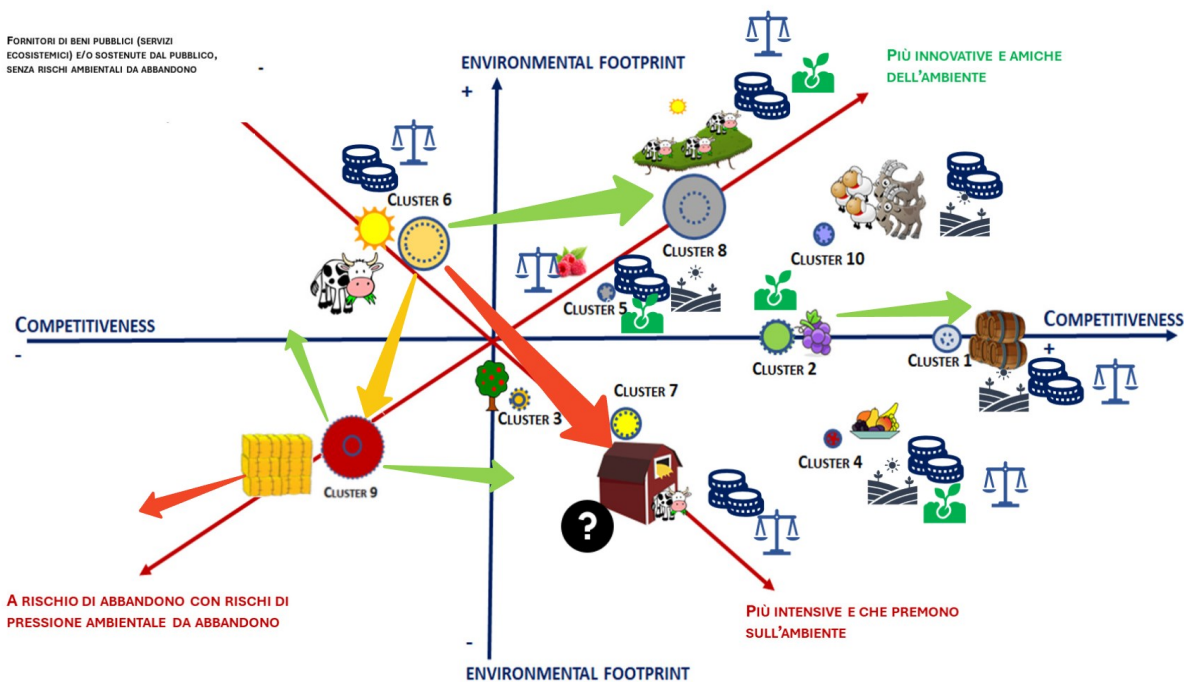 FORNITORI DI BENI PUBBLICI (SERVIZI
ECOSISTEMICI) E/O SOSTENUTE DAL PUBBLICO,
SENZA RISCHI AMBIENTALI DA ABBANDONO
-
ENVIRONMENTAL FOOTPRINT
+
PIÙ INNOVATIVE E AMICHE
DELL'AMBIENTE
CLUSTER 6
CLUSTER 8
CLUSTER 10
CLUSTER 5
COMPETITIVENESS
-
COMPETITIVENESS
+
CLUSTER 2
CLUSTER 1
CLUSTER 3
CLUSTER 7
CLUSTER 4
CLUSTER 9
?
A RISCHIO DI ABBANDONO CON RISCHI DI
PRESSIONE AMBIENTALE DA ABBANDONO
PIÙ INTENSIVE E CHE PREMONO
SULL'AMBIENTE
-
ENVIRONMENTAL FOOTPRINT